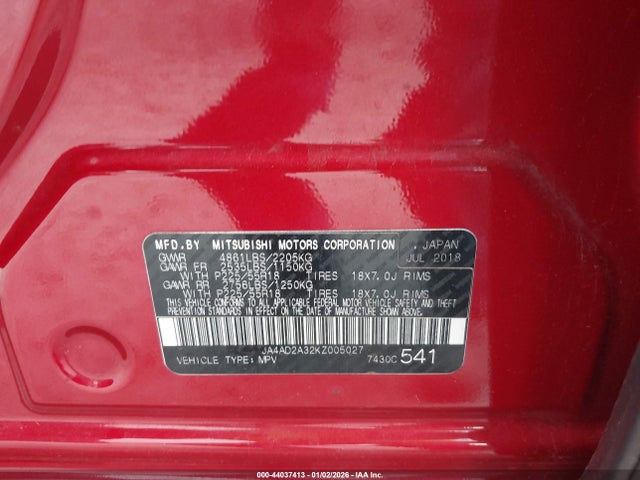 MFD.BY MITSUBISHI MOTORS CORPORATION . JAPAN
GVWR 4861LBS/2205KG JUL 2018
GAWR FR 2535LBS/1150KG
WITH P225/55R18 TIRES 18X7.0J RIMS
GAWR RR 2756LBS/1250KG
WITH P225/55R18 TIRES 18X7.0J RIMS
THIS VEHICLE CONFORMS TO ALL APPLICABLE FEDERAL MOTOR VEHICLE SAFETY AND THEFT
PREVENTION STANDARDS IN EFFECT ON THE DATE OF MANUFACTURE SHOWN ABOVE.
JA4AD2A32KZ005027
VEHICLE TYPE: MPV 7430C 541
000-44037413 - 01/02/2026 - IAA Inc.